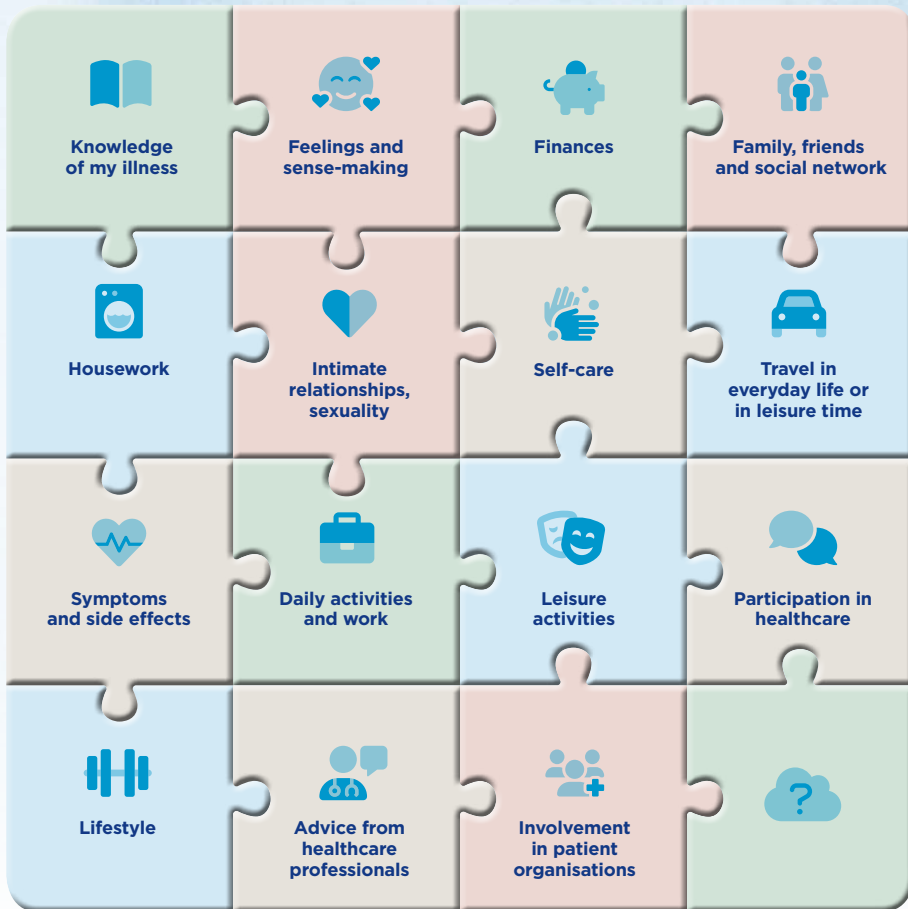 Knowledge
of my illness
Feelings and
sense-making
Finances
Family, friends
and social network
Housework
Intimate
relationships,
sexuality
Self-care
Travel in
everyday life or
in leisure time
Symptoms
and side effects
Daily activities
and work
Leisure
activities
Participation in
healthcare
Lifestyle
Advice from
healthcare
professionals
Involvement
in patient
organisations
?